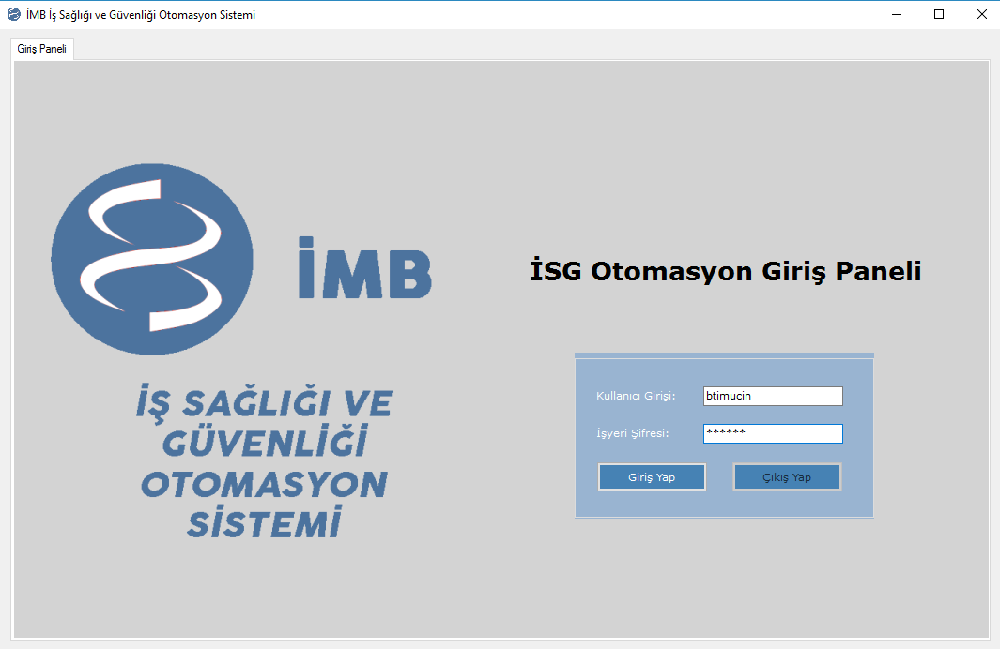 İMB İş Sağlığı ve Güvenliği Otomasyon Sistemi
Giriş Paneli
İMB
İŞ SAĞLIĞI VE
GÜVENLİĞİ
OTOMASYON
SİSTEMİ
İSG Otomasyon Giriş Paneli
Kullanıcı Girişi: btimucin
İşyeri Şifresi: ******
Giriş Yap Çıkış Yap